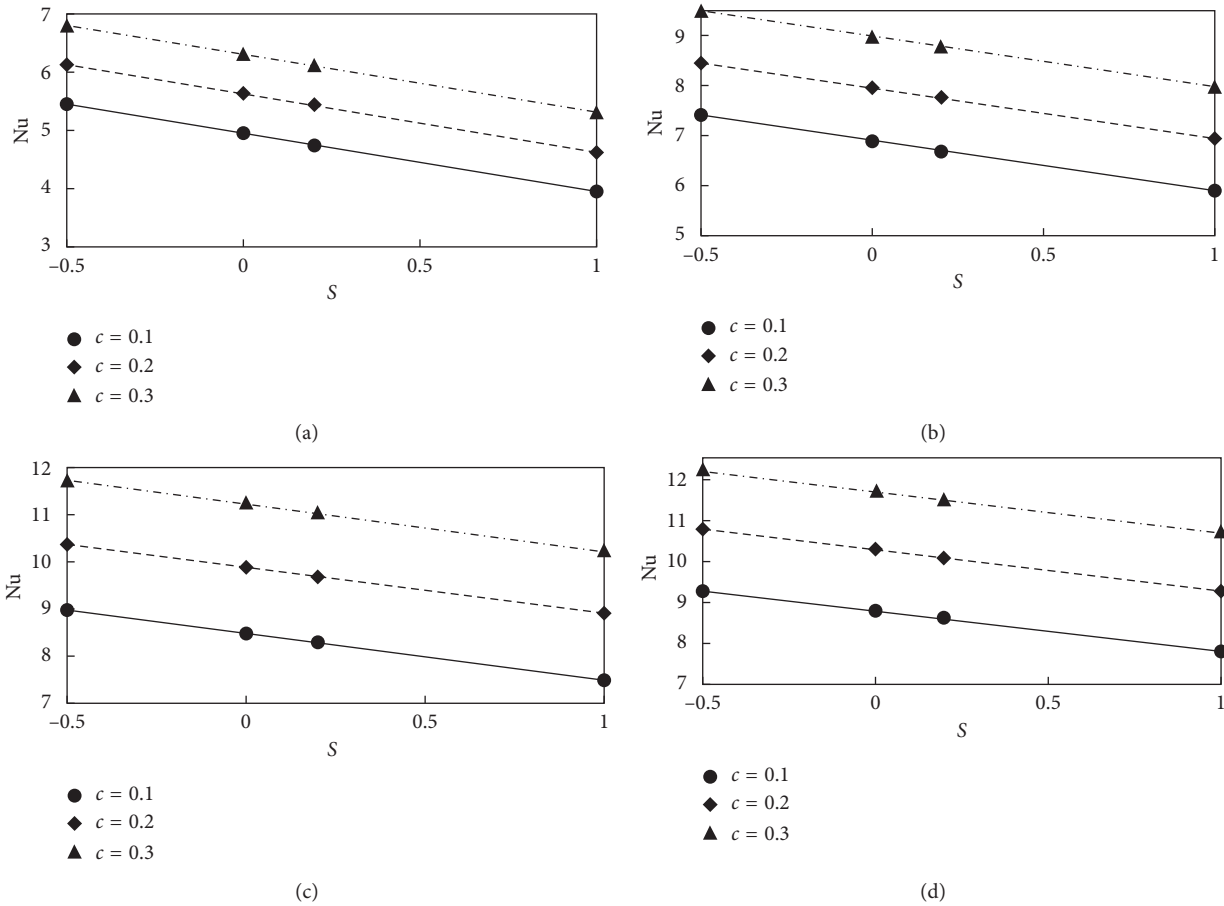 7
6
5
4
3
Nu
−0.5
0
0.5
1
S
c = 0.1
c = 0.2
c = 0.3
(a)
9
8
7
6
5
Nu
−0.5
0
0.5
1
S
c = 0.1
c = 0.2
c = 0.3
(b)
12
11
10
9
8
7
Nu
−0.5
0
0.5
1
S
c = 0.1
c = 0.2
c = 0.3
(c)
12
11
10
9
8
7
Nu
−0.5
0
0.5
1
S
c = 0.1
c = 0.2
c = 0.3
(d)